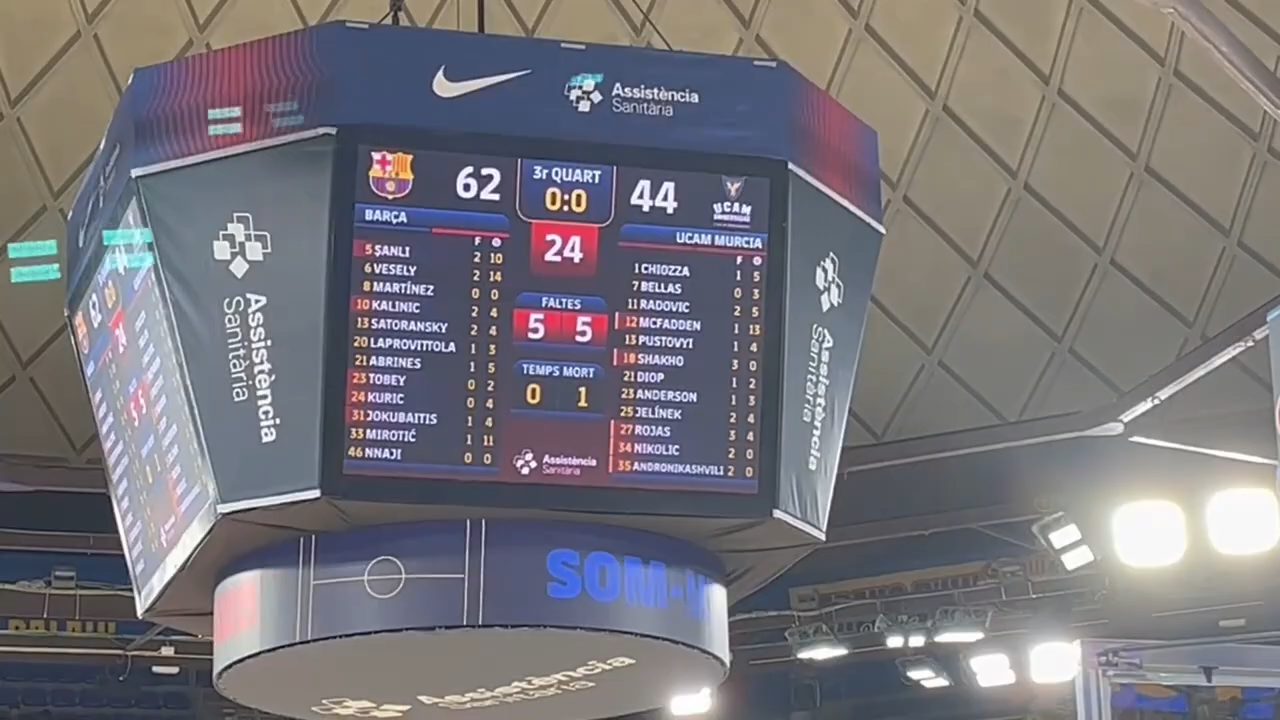 Assistència
Sanitària
62 3r QUART 44
0:0
UCAM
BARÇA 24 UCAM MURCIA
F
F
5 ŞANLI 2 10
6 VESELY 2 14
8 MARTÍNEZ 0 0
10 KALINIC 2 4
13 SATORANSKY 2 4
20 LAPROVITTOLA 1 3
21 ABRINES 1 5
23 TOBEY 0 2
24 KURIC 0 4
31 JOKUBAITIS 1 4
33 MIROTIĆ 1 11
46 NNAJI 0 0
FALTES
5 5
TEMPS MORT
0 1
Assistència
Sanitària
1 CHIOZZA 1 5
7 BELLAS 0 3
11 RADOVIC 2 5
12 MCFADDEN 1 13
13 PUSTOVYI 1 4
18 SHAKHO 3 0
21 DIOP 1 2
23 ANDERSON 1 3
25 JELÍNEK 2 4
27 ROJAS 3 4
34 NIKOLIC 2 0
35 ANDRONIKASHVILI 2 0
Assistència
Sanitària
Assistència
Sanitària
62
24
5 5
SOM-
Assistència
Sanitària